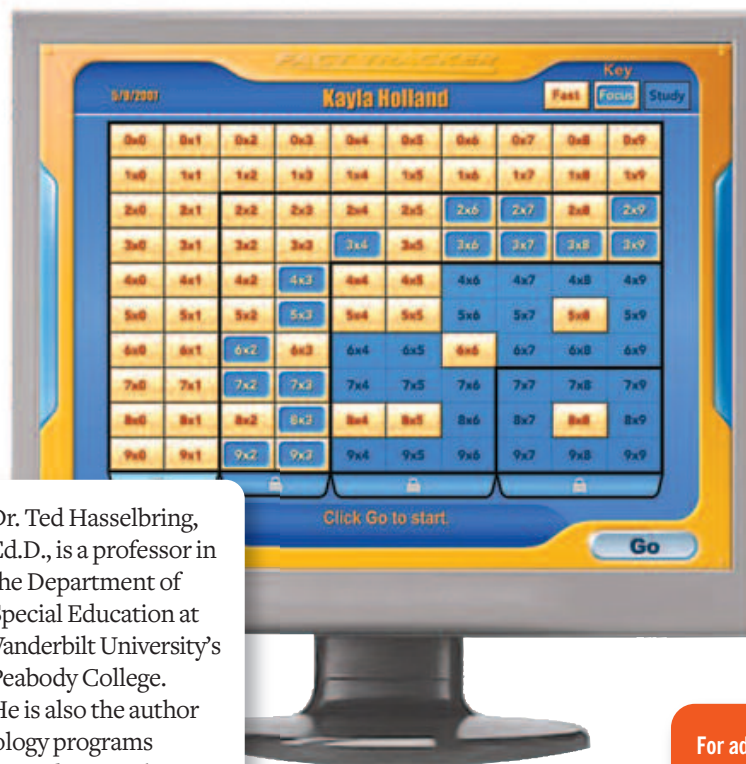 FACT TRACKER
Key
5/9/2007 Kayla Holland Fast Focus Study
0x0 0x1 0x2 0x3 0x4 0x5 0x6 0x7 0x8 0x9
1x0 1x1 1x2 1x3 1x4 1x5 1x6 1x7 1x8 1x9
2x0 2x1 2x2 2x3 2x4 2x5 2x6 2x7 2x8 2x9
3x0 3x1 3x2 3x3 3x4 3x5 3x6 3x7 3x8 3x9
4x0 4x1 4x2 4x3 4x4 4x5 4x6 4x7 4x8 4x9
5x0 5x1 5x2 5x3 5x4 5x5 5x6 5x7 5x8 5x9
6x0 6x1 6x2 6x3 6x4 6x5 6x6 6x7 6x8 6x9
7x0 7x1 7x2 7x3 7x4 7x5 7x6 7x7 7x8 7x9
8x0 8x1 8x2 8x3 8x4 8x5 8x6 8x7 8x8 8x9
9x0 9x1 9x2 9x3 9x4 9x5 9x6 9x7 9x8 9x9
Click Go to start.
Go
Dr. Ted Hasselbring,
Ed.D., is a professor in
the Department of
Special Education at
Vanderbilt University's
Peabody College.
He is also the author
ology programs
For ad